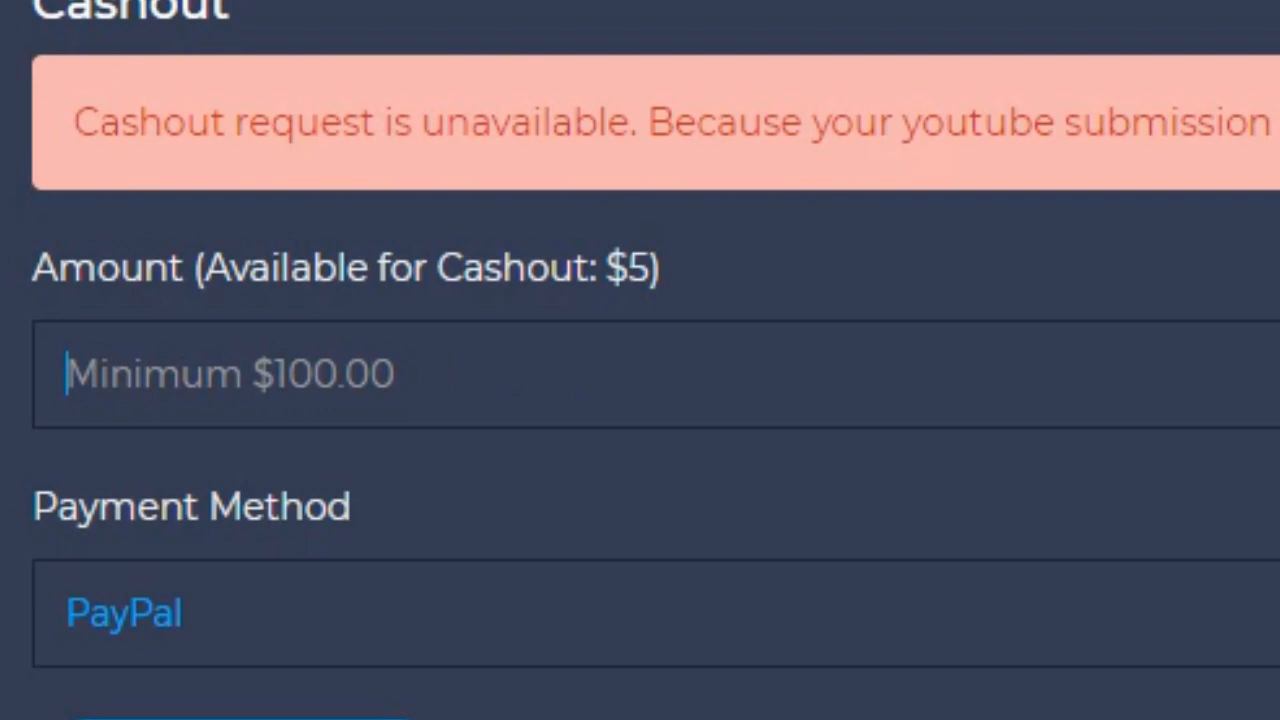 Cashout
Cashout request is unavailable. Because your youtube submission
Amount (Available for Cashout: $5)
Minimum $100.00
Payment Method
PayPal